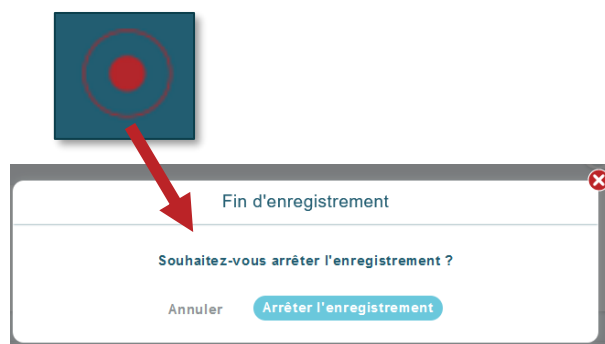 Fin d'enregistrement
Souhaitez-vous arrêter l'enregistrement ?
Annuler Arrêter l'enregistrement